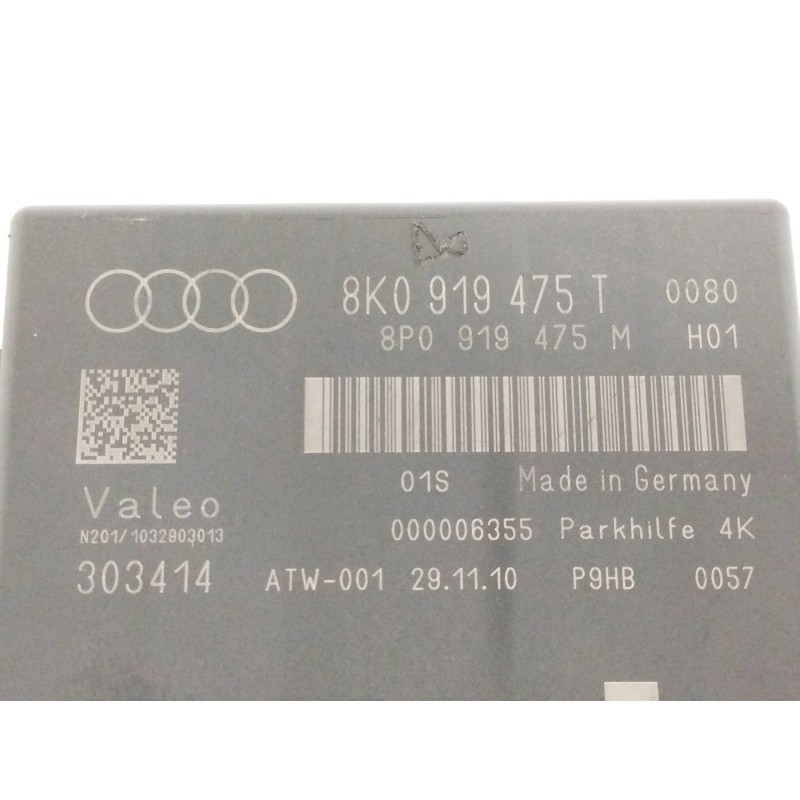 8K0 919 475 T 0080
8P0 919 475 M H01
01S Made in Germany
Valeo
N201/1032903013
000006355 Parkhilfe 4K
303414 ATW-001 29.11.10 P9HB 0057